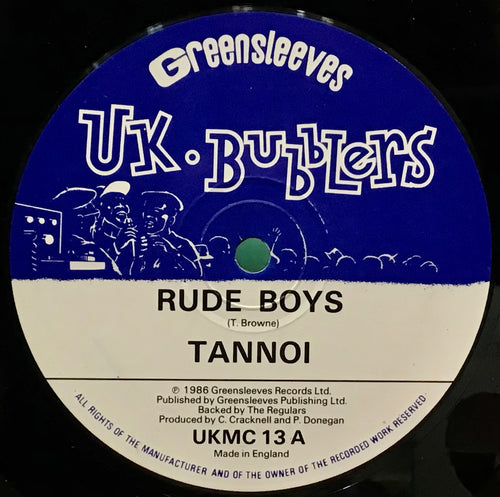 Greensleeves
UK·BubbLers
RUDE BOYS
(T. Browne)
TANNOI
℗ 1986 Greensleeves Records Ltd.
Published by Greensleeves Publishing Ltd.
Backed by The Regulars
Produced by C. Cracknell and P. Donegan
UKMC 13 A
Made in England
ALL RIGHTS OF THE MANUFACTURER AND OF THE OWNER OF THE RECORDED WORK RESERVED